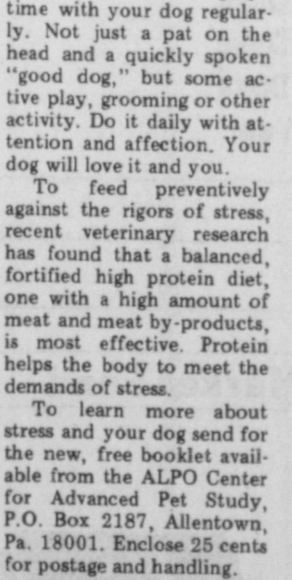 time with your dog regular-
ly. Not just a pat on the
head and a quickly spoken
"good dog," but some ac-
tive play, grooming or other
activity. Do it daily with at-
tention and affection. Your
dog will love it and you.
To feed preventively
against the rigors of stress,
recent veterinary research
has found that a balanced,
fortified high protein diet,
one with a high amount of
meat and meat by-products,
is most effective. Protein
helps the body to meet the
demands of stress.
To learn more about
stress and your dog send for
the new, free booklet avail-
able from the ALPO Center
for Advanced Pet Study,
P.O. Box 2187, Allentown,
Pa. 18001. Enclose 25 cents
for postage and handling.